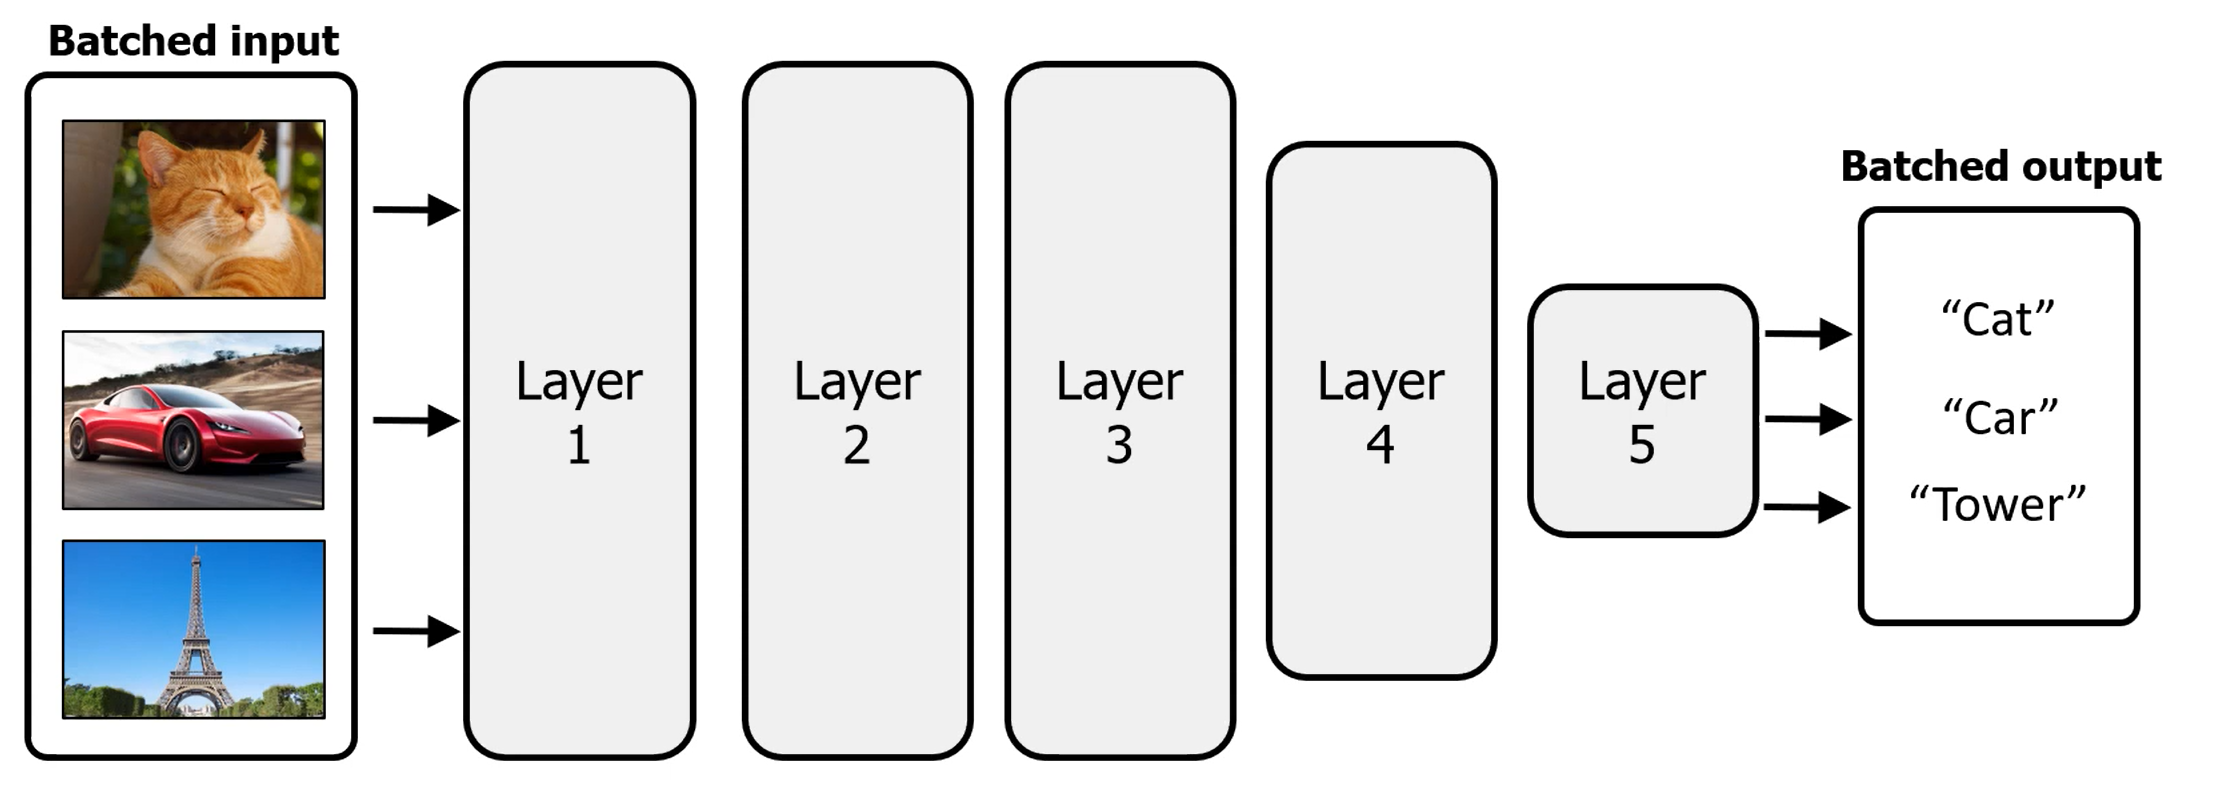 Batched input
Layer
1
Layer
2
Layer
3
Layer
4
Layer
5
Batched output
“Cat”
“Car”
“Tower”